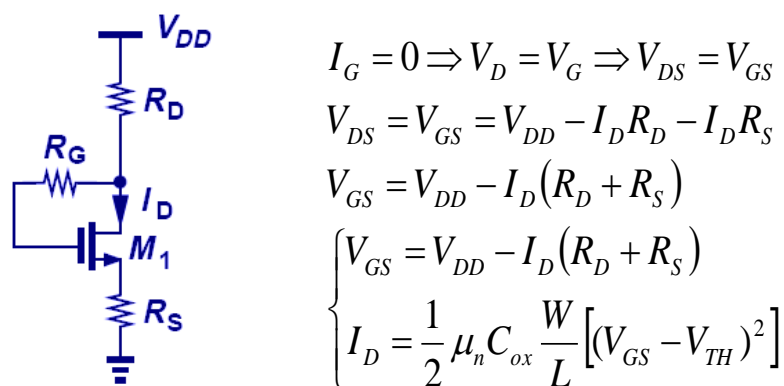 V_DD
R_D
R_G
I_D
M_1
R_S
I_G = 0 ⇒ V_D = V_G ⇒ V_DS = V_GS
V_DS = V_GS = V_DD − I_D R_D − I_D R_S
V_GS = V_DD − I_D (R_D + R_S)
{ V_GS = V_DD − I_D (R_D + R_S)
I_D = 1/2 μ_n C_ox W/L [(V_GS − V_TH)^2]